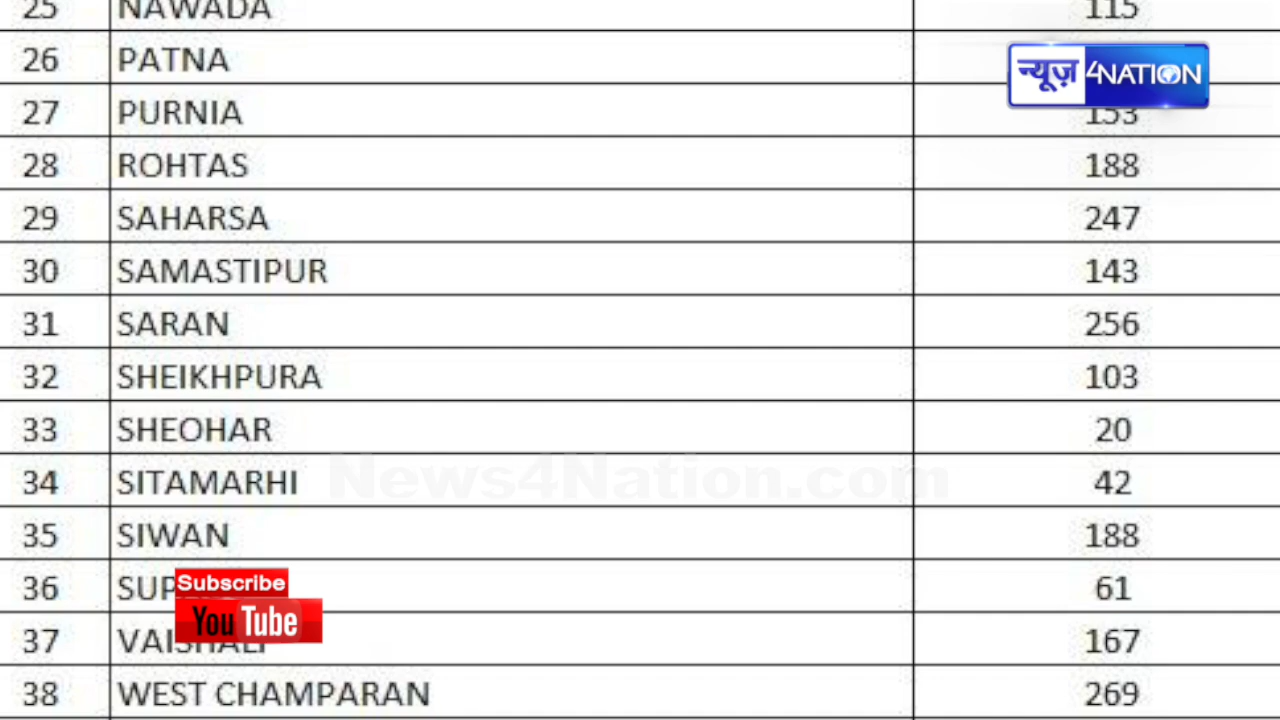 25 NAWADA 115
26 PATNA
न्यूज़ 4NATION
27 PURNIA 153
28 ROHTAS 188
29 SAHARSA 247
30 SAMASTIPUR 143
31 SARAN 256
32 SHEIKHPURA 103
33 SHEOHAR 20
34 SITAMARHI 42
News4Nation.com
35 SIWAN 188
36 SUP 61
Subscribe
YouTube
37 VAISHALI 167
38 WEST CHAMPARAN 269